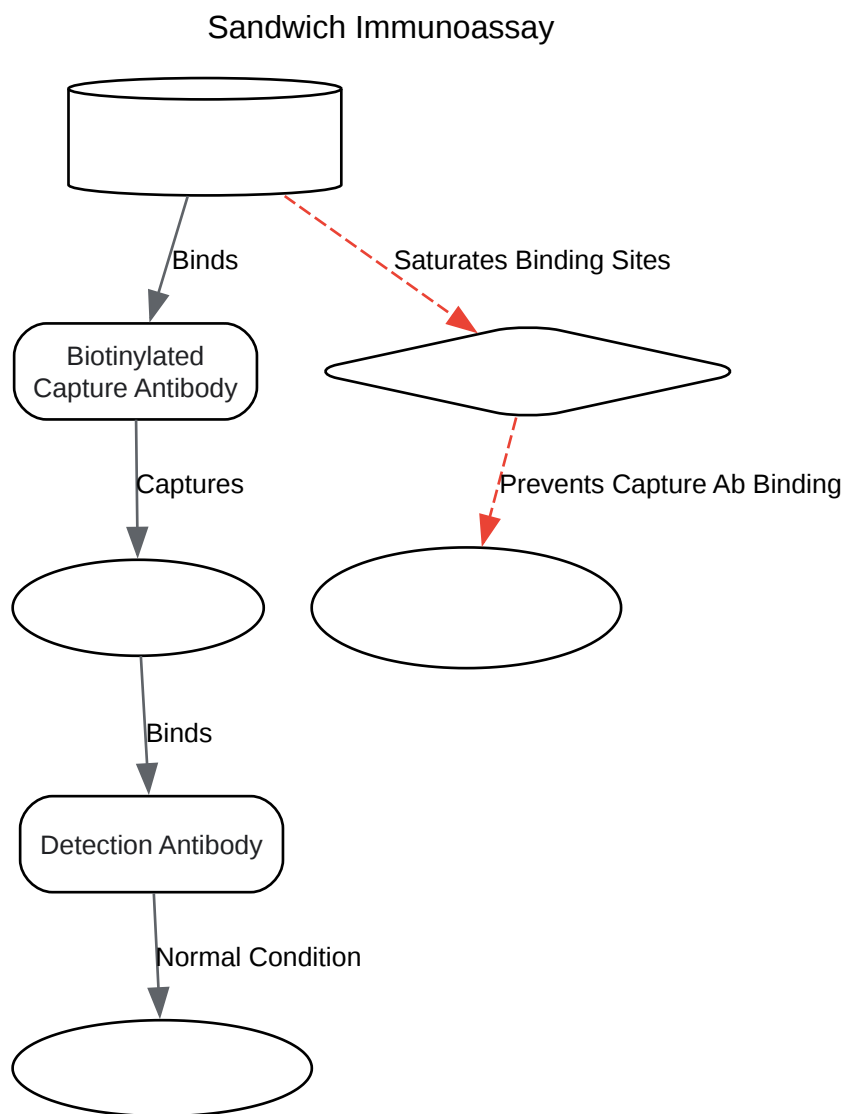 Sandwich Immunoassay
Binds
Saturates Binding Sites
Biotinylated
Capture Antibody
Captures
Prevents Capture Ab Binding
Binds
Detection Antibody
Normal Condition